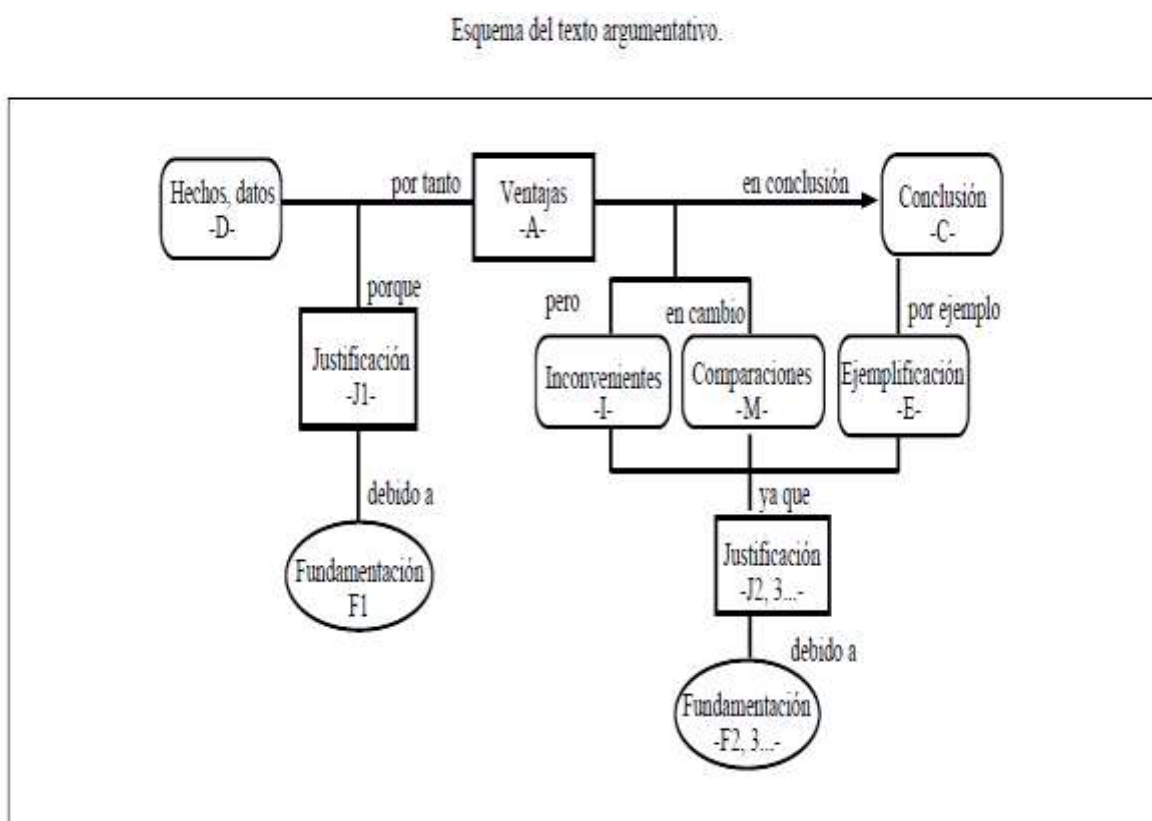 Esquema del texto argumentativo.
Hechos, datos
-D-
por tanto
Ventajas
-A-
en conclusión
Conclusión
-C-
porque
pero
en cambio
por ejemplo
Justificación
-J1-
Inconvenientes
-I-
Comparaciones
-M-
Ejemplificación
-E-
debido a
ya que
Fundamentación
F1
Justificación
-J2, 3...-
debido a
Fundamentación
-F2, 3...-